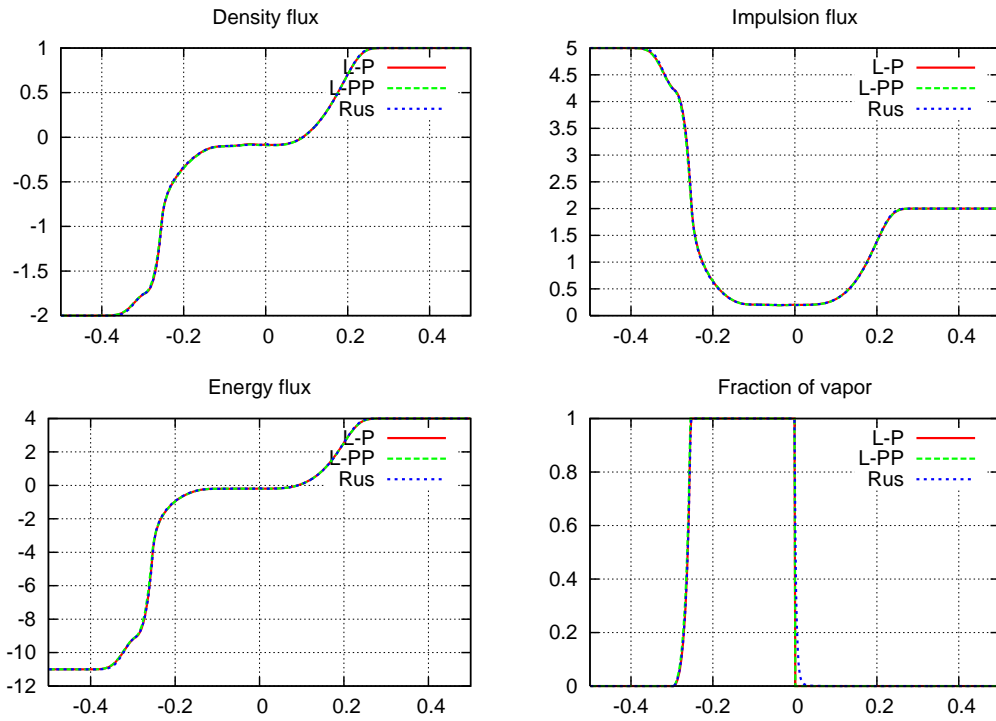 Density flux
1
0.5
0
-0.5
-1
-1.5
-2
-0.4 -0.2 0 0.2 0.4
L-P
L-PP
Rus
Impulsion flux
5
4.5
4
3.5
3
2.5
2
1.5
1
0.5
0
-0.4 -0.2 0 0.2 0.4
L-P
L-PP
Rus
Energy flux
4
2
0
-2
-4
-6
-8
-10
-12
-0.4 -0.2 0 0.2 0.4
L-P
L-PP
Rus
Fraction of vapor
1
0.8
0.6
0.4
0.2
0
-0.4 -0.2 0 0.2 0.4
L-P
L-PP
Rus